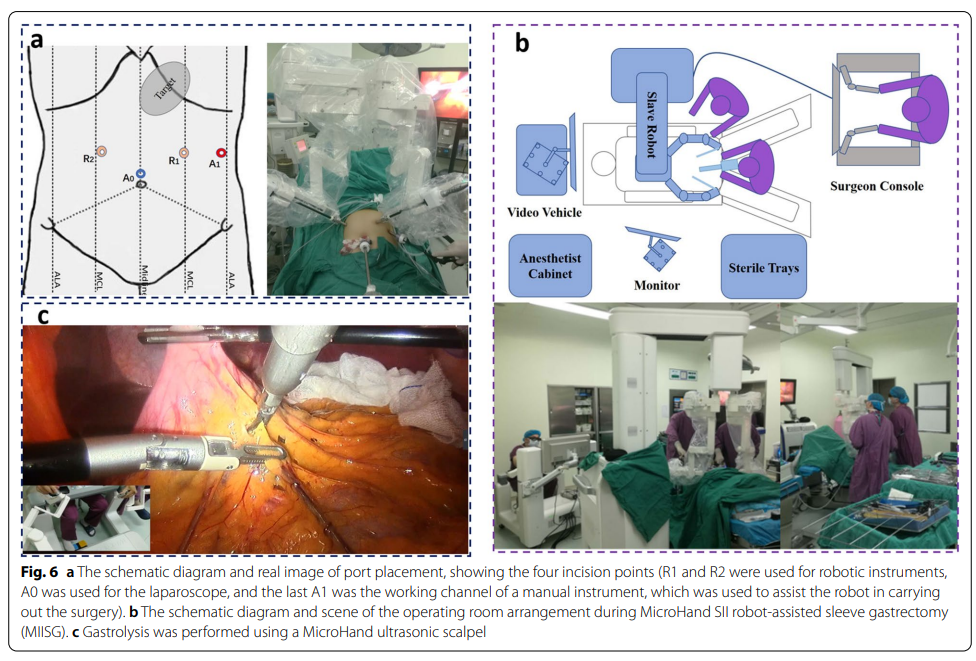 a
Target
R2
R1
A1
A0
ALA
MCL
MCL
ALA
b
Slave Robot
Video Vehicle
Surgeon Console
Anesthetist
Cabinet
Monitor
Sterile Trays
c
Fig. 6 a The schematic diagram and real image of port placement, showing the four incision points (R1 and R2 were used for robotic instruments,
A0 was used for the laparoscope, and the last A1 was the working channel of a manual instrument, which was used to assist the robot in carrying
out the surgery). b The schematic diagram and scene of the operating room arrangement during MicroHand SII robot-assisted sleeve gastrectomy
(MIISG). c Gastrolysis was performed using a MicroHand ultrasonic scalpel